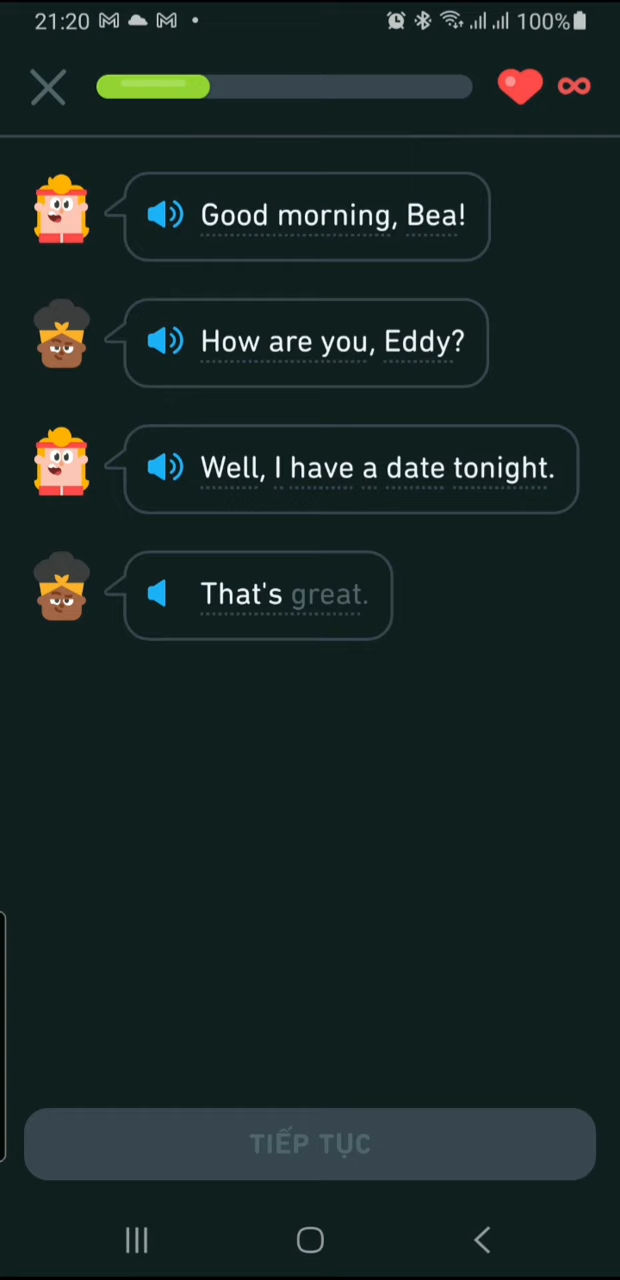 21:20
100%
Good morning, Bea!
How are you, Eddy?
Well, I have a date tonight.
That's great.
TIẾP TỤC